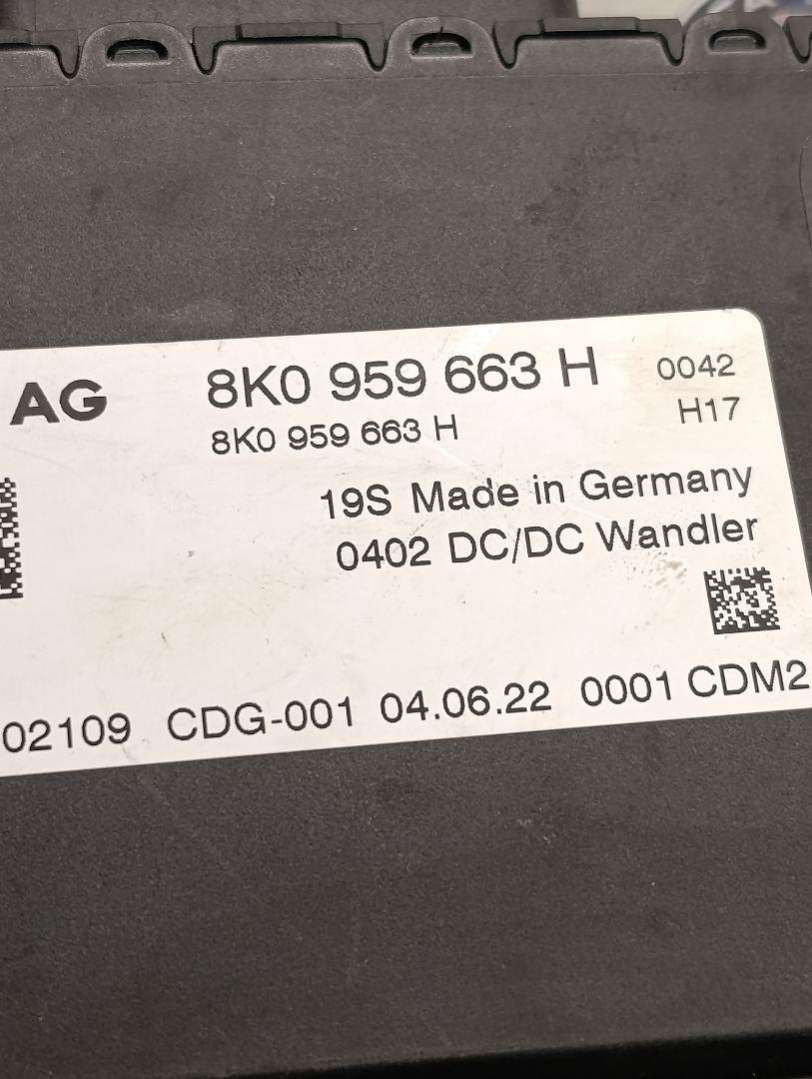 AG 8K0 959 663 H 0042
8K0 959 663 H H17
19S Made in Germany
0402 DC/DC Wandler
02109 CDG-001 04.06.22 0001 CDM2